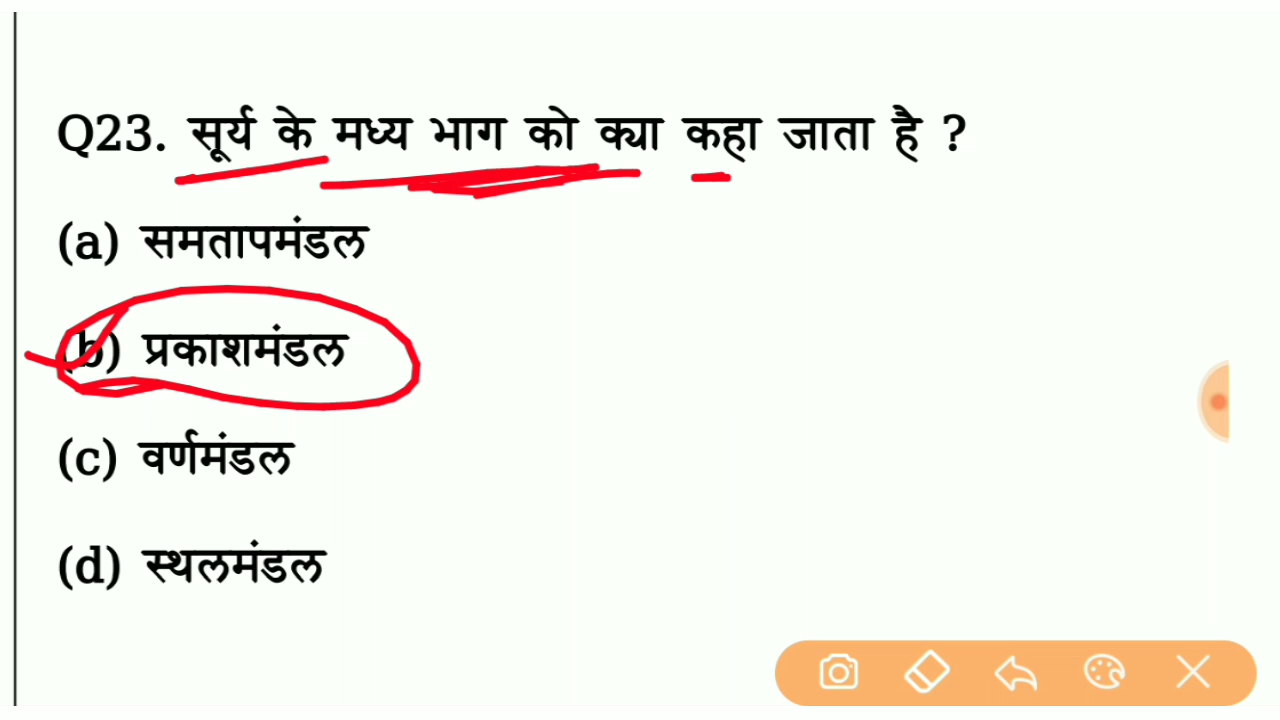 Q23. सूर्य के मध्य भाग को क्या कहा जाता है ?
(a) समतापमंडल
(b) प्रकाशमंडल
(c) वर्णमंडल
(d) स्थलमंडल